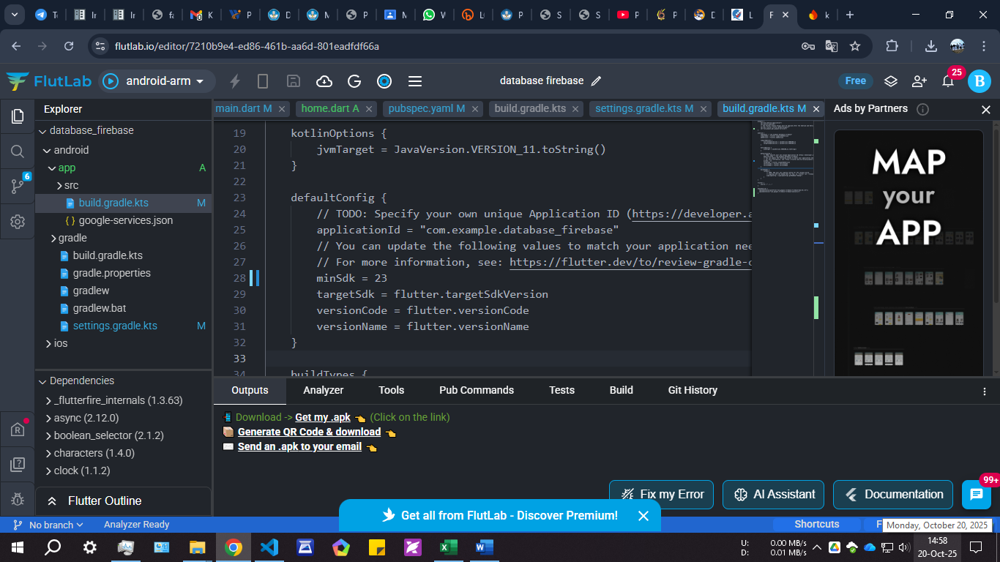 flutlab.io/editor/7210b9e4-ed86-461b-aa6d-801eadfdf66a
FlutLab
android-arm
database firebase
Free
25
B
Explorer
main.dart M
home.dart A
pubspec.yaml M
build.gradle.kts
settings.gradle.kts M
build.gradle.kts M
Ads by Partners
database_firebase
android
app A
src
build.gradle.kts M
{ } google-services.json
gradle
build.gradle.kts
gradle.properties
gradlew
gradlew.bat
settings.gradle.kts M
ios
6
19 kotlinOptions {
20 jvmTarget = JavaVersion.VERSION_11.toString()
21 }
22
23 defaultConfig {
24 // TODO: Specify your own unique Application ID (https://developer.a
25 applicationId = "com.example.database_firebase"
26 // You can update the following values to match your application nee
27 // For more information, see: https://flutter.dev/to/review-gradle-c
28 minSdk = 23
29 targetSdk = flutter.targetSdkVersion
30 versionCode = flutter.versionCode
31 versionName = flutter.versionName
32 }
33
34 buildTypes {
MAP
your
APP
Dependencies
_flutterfire_internals (1.3.63)
async (2.12.0)
boolean_selector (2.1.2)
characters (1.4.0)
clock (1.1.2)
Flutter Outline
Outputs
Analyzer
Tools
Pub Commands
Tests
Build
Git History
Download -> Get my .apk (Click on the link)
Generate QR Code & download
Send an .apk to your email
Fix my Error
AI Assistant
Documentation
99+
Get all from FlutLab - Discover Premium!
No branch
Analyzer Ready
Shortcuts
Monday, October 20, 2025
U: 0.00 MB/s
D: 0.01 MB/s
14:58
20-Oct-25